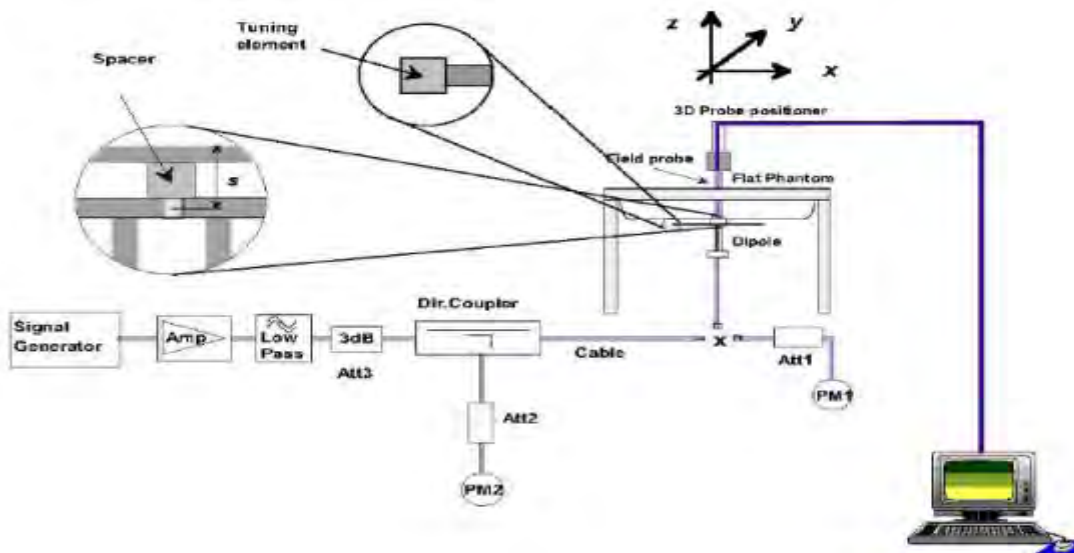 Tuning
element
Spacer
z
y
x
3D Probe positioner
Field probe
Flat Phantom
s
Dipole
Dir.Coupler
Signal
Generator
Amp
Low
Pass
3dB
Att3
Cable
x
Att1
PM1
Att2
PM2